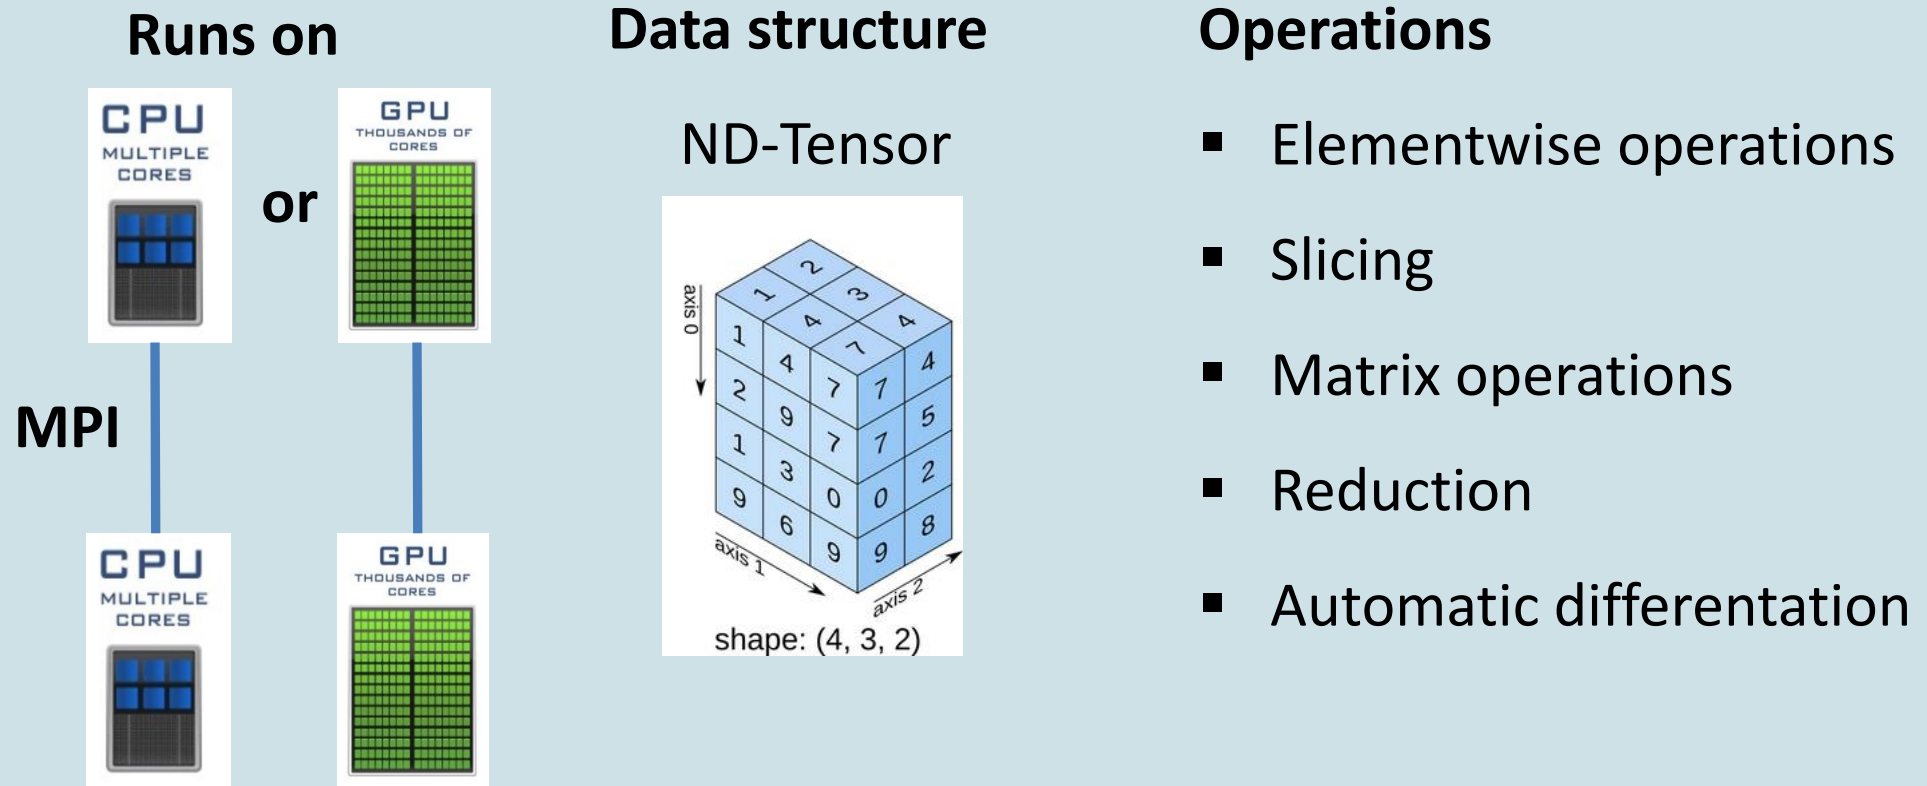 Runs on
CPU
MULTIPLE
CORES
or
GPU
THOUSANDS OF
CORES
MPI
CPU
MULTIPLE
CORES
GPU
THOUSANDS OF
CORES
Data structure
ND-Tensor
2
1 3
4 4
7
axis 0
1 4 7 7 4
2 9 7 7 5
1 3 0 0 2
9 6 9 9 8
axis 1
axis 2
shape: (4, 3, 2)
Operations
▪ Elementwise operations
▪ Slicing
▪ Matrix operations
▪ Reduction
▪ Automatic differentation